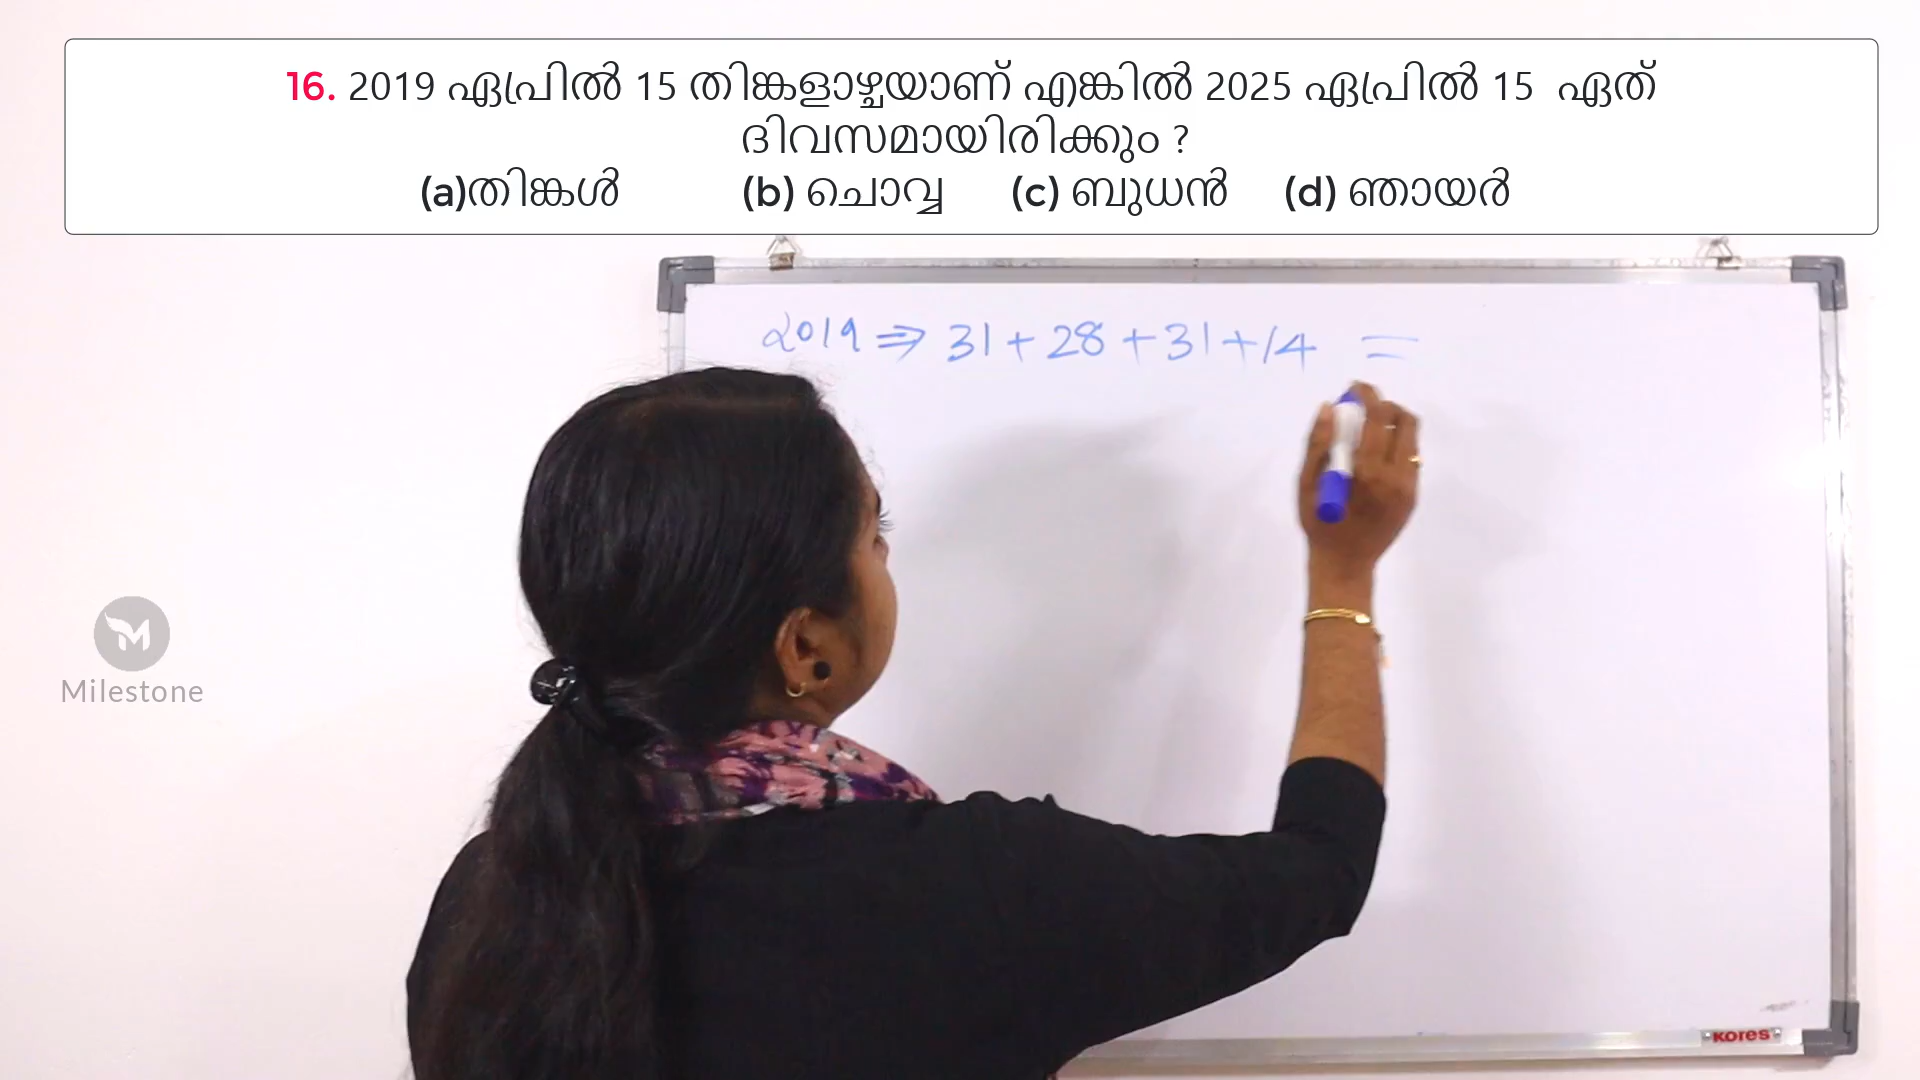 16. 2019 ഏപ്രിൽ 15 തിങ്കളാഴ്ചയാണ് എങ്കിൽ 2025 ഏപ്രിൽ 15 ഏത്
ദിവസമായിരിക്കും ?
(a)തിങ്കൾ (b) ചൊവ്വ (c) ബുധൻ (d) ഞായർ
2019 ⇒ 31 + 28 + 31 + 14 =
Milestone
KORES